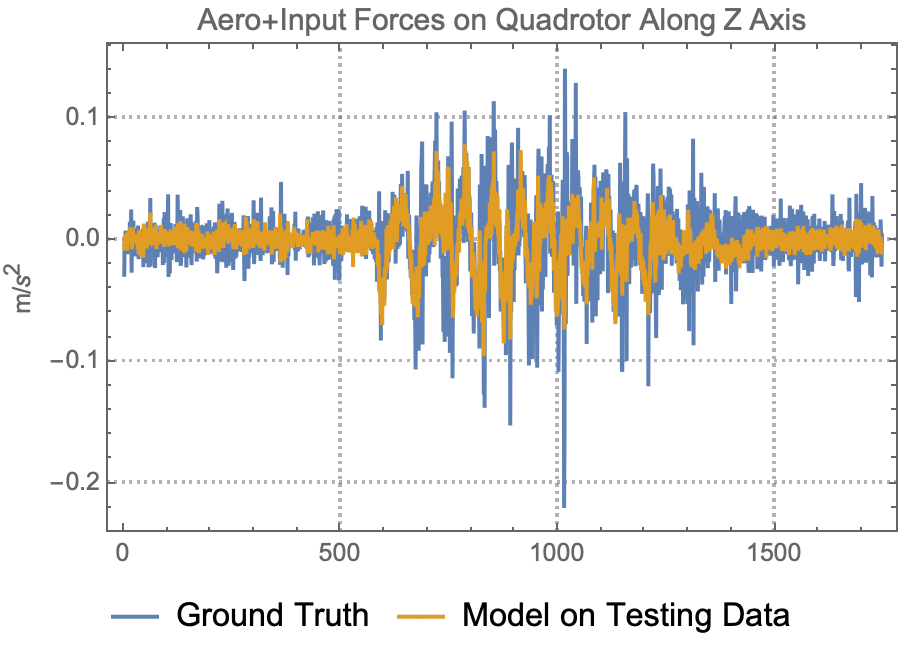 Aero+Input Forces on Quadrotor Along Z Axis
0.1
0.0
−0.1
−0.2
m/s²
0 500 1000 1500
Ground Truth Model on Testing Data